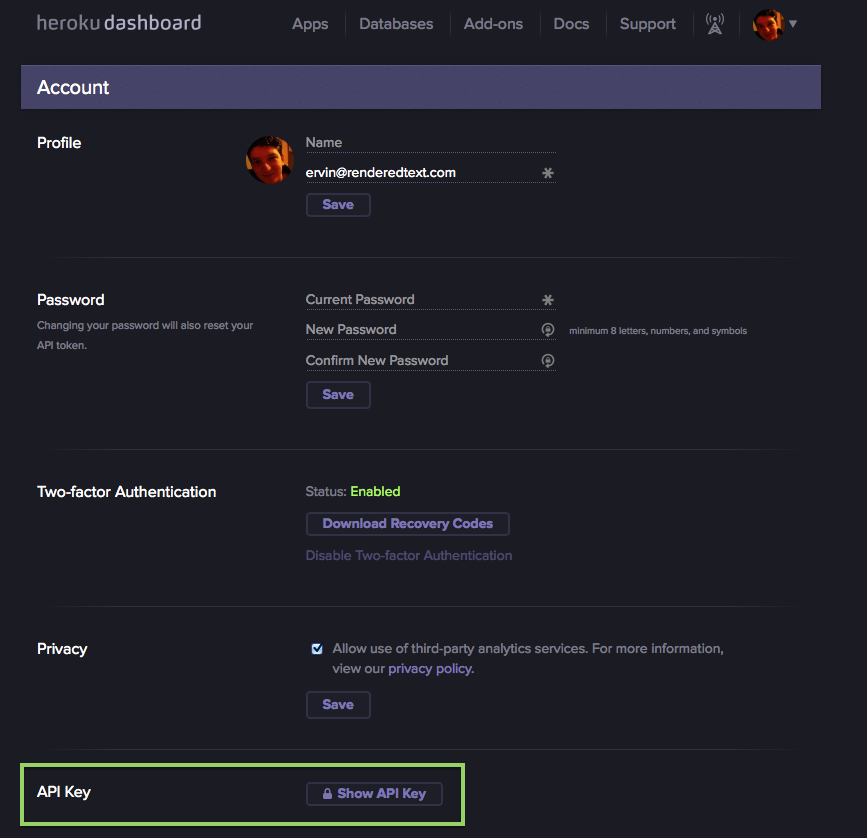 heroku dashboard Apps Databases Add-ons Docs Support
Account
Profile
Name
ervin@renderedtext.com
Save
Password
Changing your password will also reset your
API token.
Current Password
New Password
minimum 8 letters, numbers, and symbols
Confirm New Password
Save
Two-factor Authentication
Status: Enabled
Download Recovery Codes
Disable Two-factor Authentication
Privacy
Allow use of third-party analytics services. For more information,
view our privacy policy.
Save
API Key
Show API Key